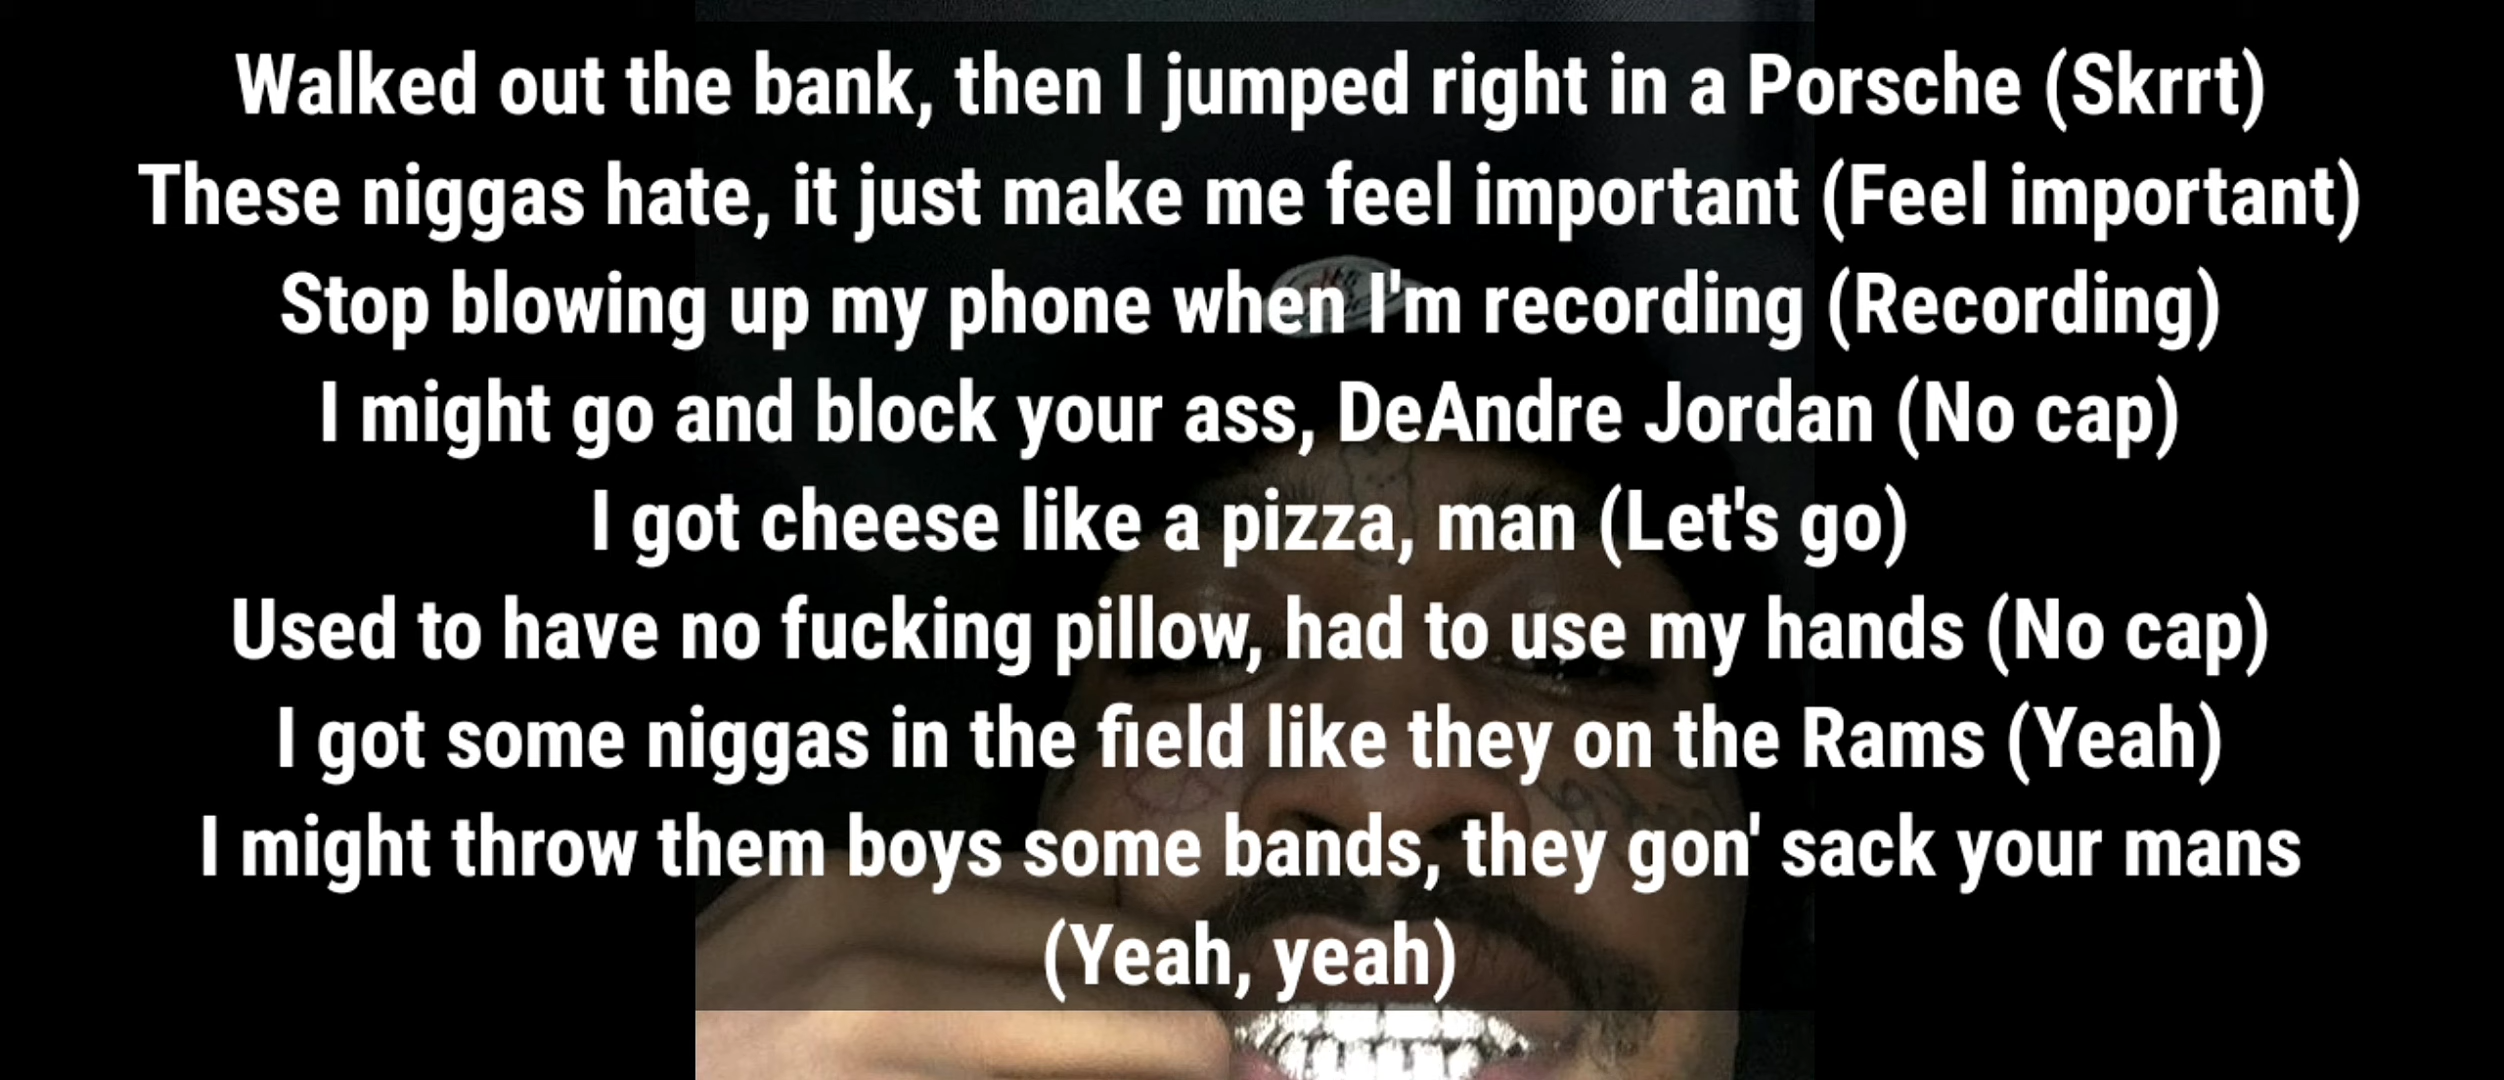 Walked out the bank, then I jumped right in a Porsche (Skrrt)
These niggas hate, it just make me feel important (Feel important)
Stop blowing up my phone when I'm recording (Recording)
I might go and block your ass, DeAndre Jordan (No cap)
I got cheese like a pizza, man (Let's go)
Used to have no fucking pillow, had to use my hands (No cap)
I got some niggas in the field like they on the Rams (Yeah)
I might throw them boys some bands, they gon' sack your mans
(Yeah, yeah)